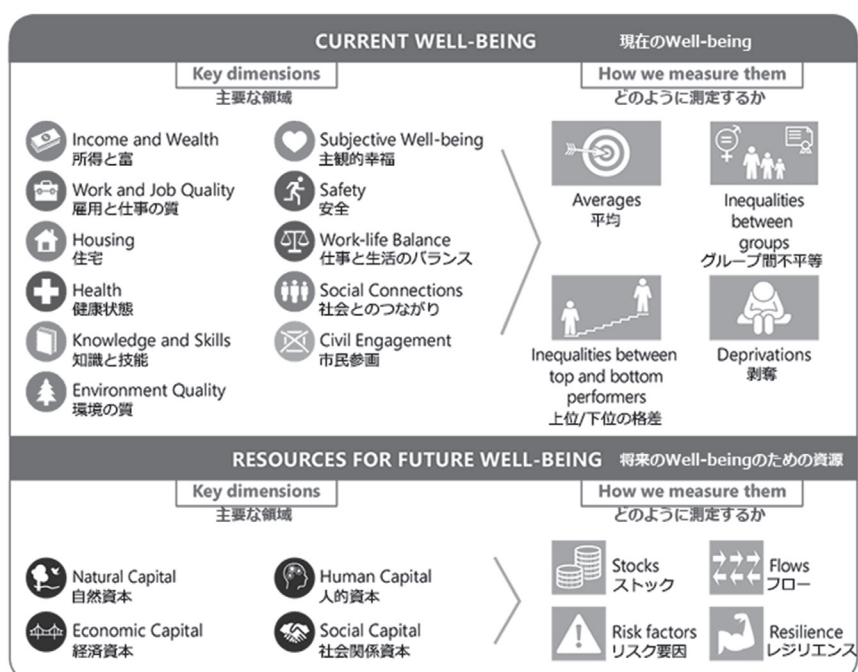 CURRENT WELL-BEING 現在のWell-being
Key dimensions
主要な領域
Income and Wealth
所得と富
Work and Job Quality
雇用と仕事の質
Housing
住宅
Health
健康状態
Knowledge and Skills
知識と技能
Environment Quality
環境の質
Subjective Well-being
主観的幸福
Safety
安全
Work-life Balance
仕事と生活のバランス
Social Connections
社会とのつながり
Civil Engagement
市民参画
How we measure them
どのように測定するか
Averages
平均
Inequalities
between
groups
グループ間不平等
Inequalities between
top and bottom
performers
上位/下位の格差
Deprivations
剥奪
RESOURCES FOR FUTURE WELL-BEING 将来のWell-beingのための資源
Key dimensions
主要な領域
Natural Capital
自然資本
Economic Capital
経済資本
Human Capital
人的資本
Social Capital
社会関係資本
How we measure them
どのように測定するか
Stocks
ストック
Flows
フロー
Risk factors
リスク要因
Resilience
レジリエンス